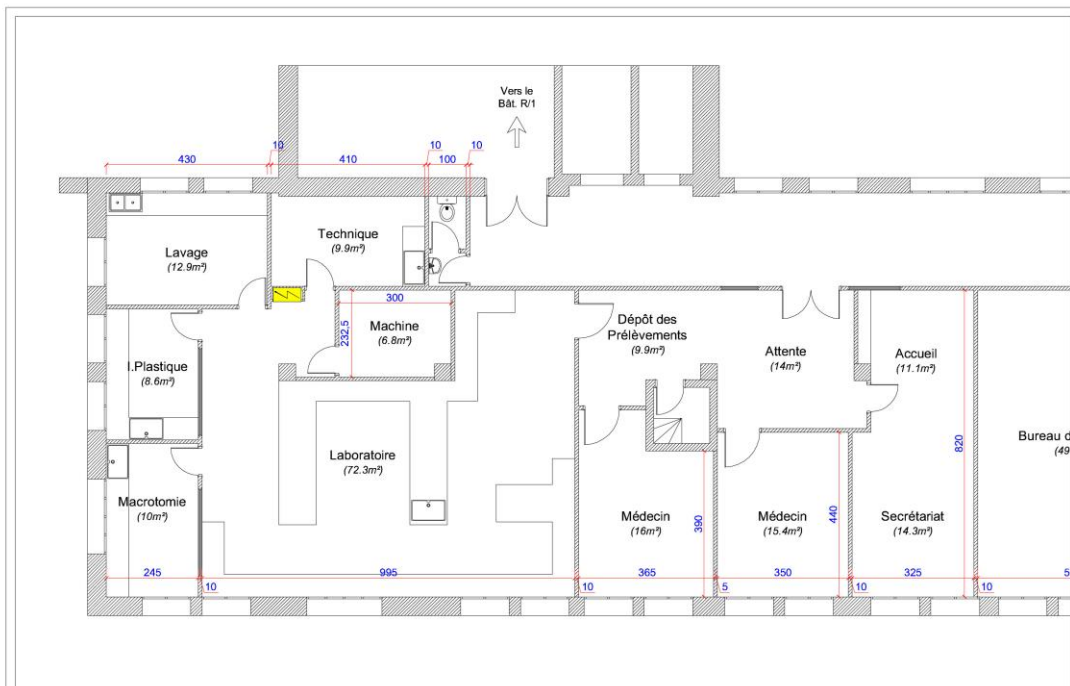 Vers le
Bât. R/1
10
10
10
430
410
100
Technique
(9.9m²)
Lavage
(12.9m²)
300
232.5
Machine
(6.8m²)
Dépôt des
Prélèvements
(9.9m²)
Attente
(14m²)
Accueil
(11.1m²)
I.Plastique
(8.6m²)
Laboratoire
(72.3m²)
820
Bureau d
(49
Macrotomie
(10m²)
Médecin
(16m²)
390
Médecin
(15.4m²)
440
Secrétariat
(14.3m²)
245
995
365
350
325
5
10
10
5
10
10